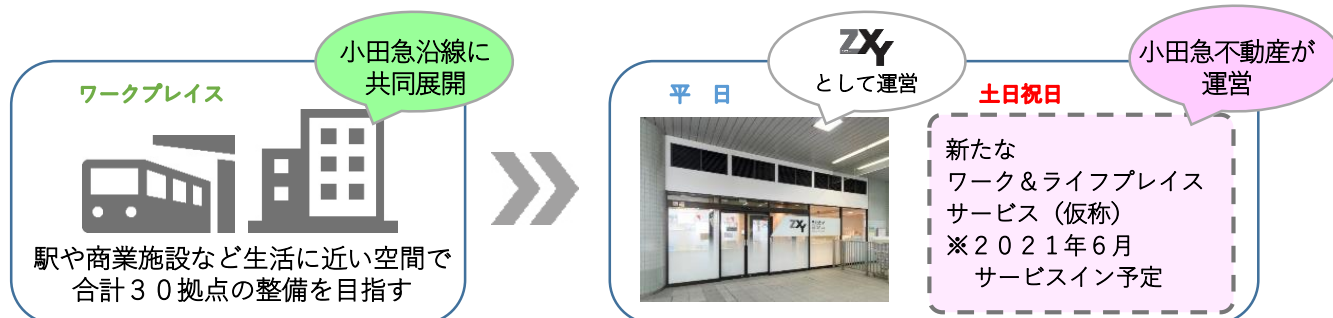 小田急沿線に
共同展開
ワークプレイス
駅や商業施設など生活に近い空間で
合計３０拠点の整備を目指す
ZXY
として運営
平　日
ZXY
小田急不動産が
運営
土日祝日
新たな
ワーク＆ライフプレイス
サービス（仮称）
※２０２１年６月
サービスイン予定